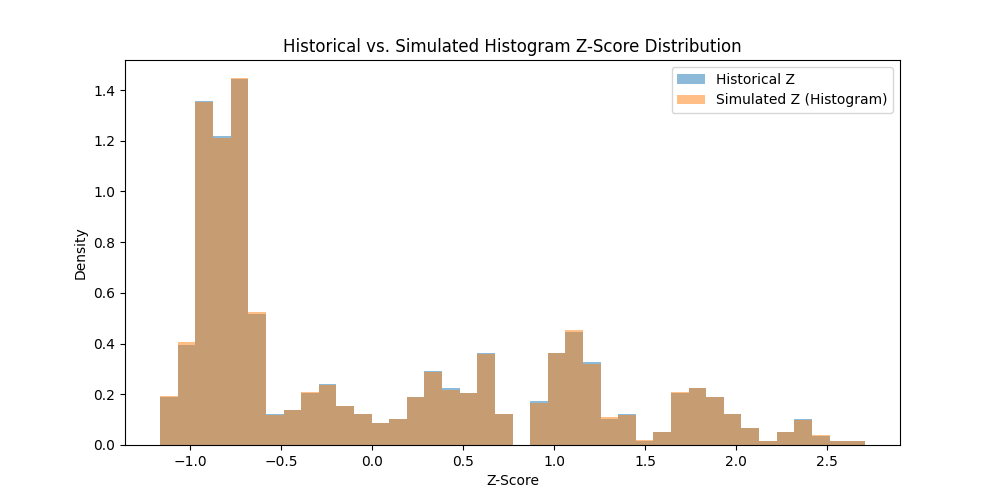 Historical vs. Simulated Histogram Z-Score Distribution
Historical Z
Simulated Z (Histogram)
Density
1.4
1.2
1.0
0.8
0.6
0.4
0.2
0.0
−1.0 −0.5 0.0 0.5 1.0 1.5 2.0 2.5
Z-Score